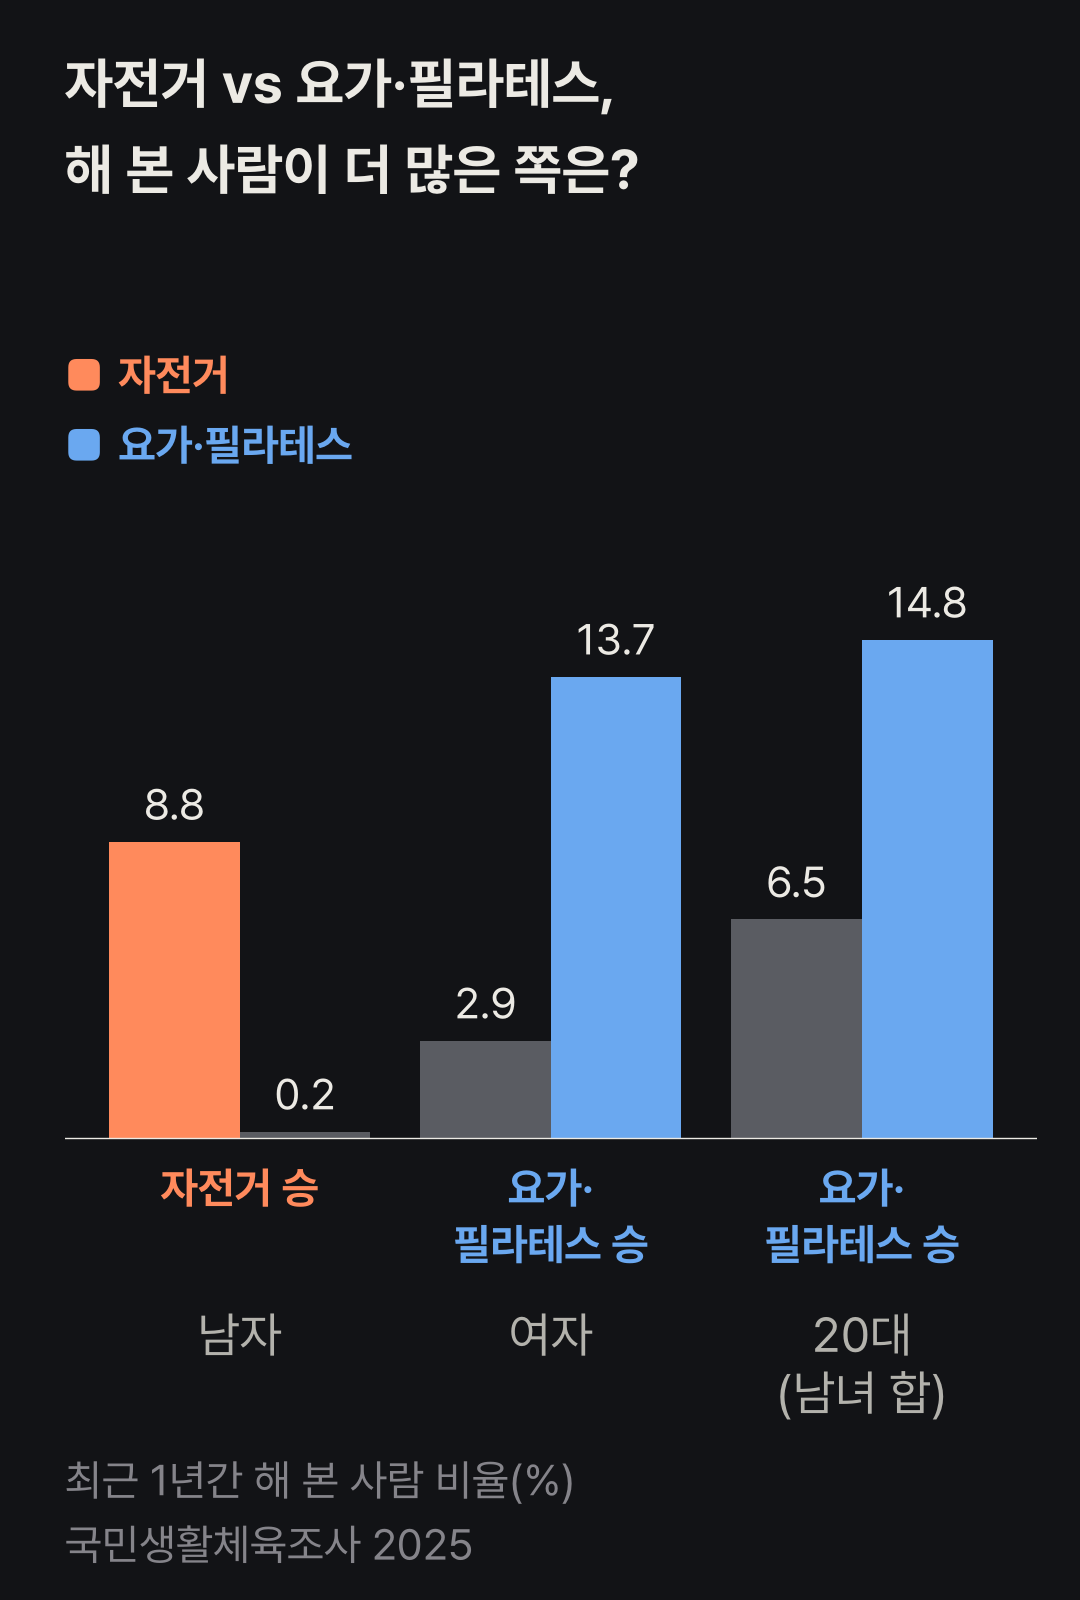 자전거 vs 요가·필라테스,
해 본 사람이 더 많은 쪽은?
자전거
요가·필라테스
8.8
0.2
2.9
13.7
6.5
14.8
자전거 승
요가·
필라테스 승
요가·
필라테스 승
남자
여자
20대
(남녀 합)
최근 1년간 해 본 사람 비율(%)
국민생활체육조사 2025